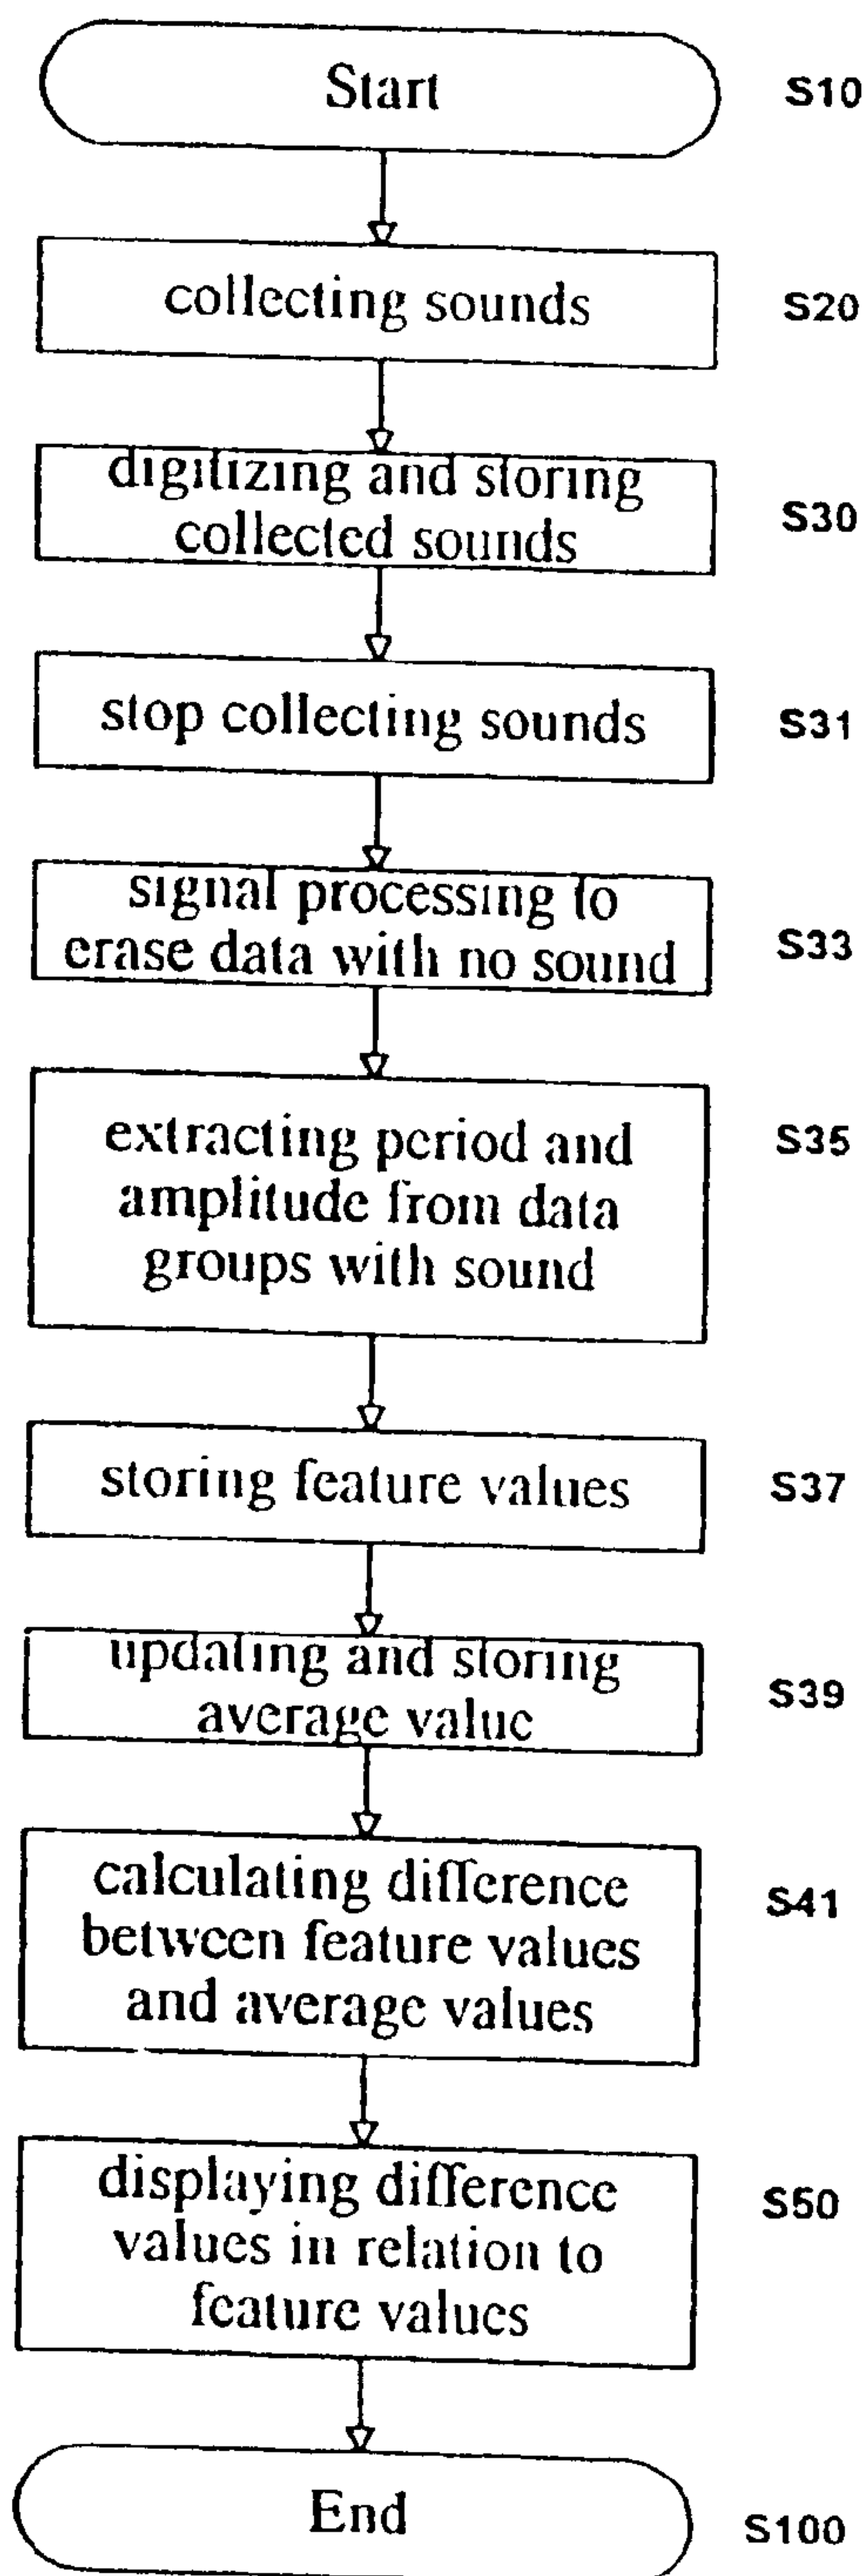 Start
S10
collecting sounds
S20
digitizing and storing
collected sounds
S30
stop collecting sounds
S31
signal processing to
erase data with no sound
S33
extracting period and
amplitude from data
groups with sound
S35
storing feature values
S37
updating and storing
average value
S39
calculating difference
between feature values
and average values
S41
displaying difference
values in relation to
feature values
S50
End
S100